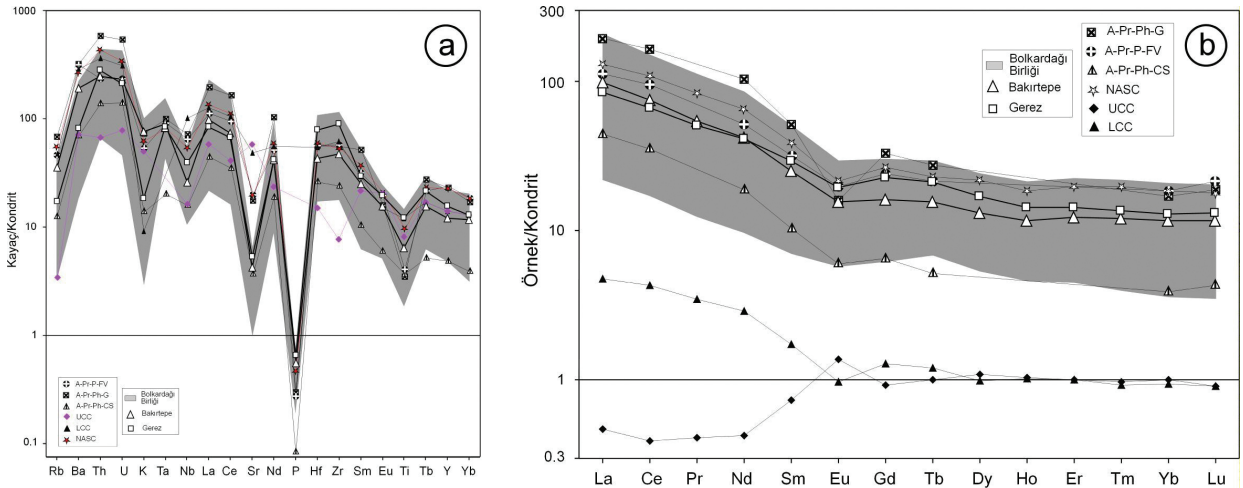 a
Kayaç/Kondrit
1000
100
10
1
0.1
A-Pr-P-FV
A-Pr-Ph-G
A-Pr-Ph-CS
UCC
LCC
NASC
Bolkardağı
Birliği
Bakırtepe
Gerez
Rb Ba Th U K Ta Nb La Ce Sr Nd P Hf Zr Sm Eu Ti Tb Y Yb
b
Örnek/Kondrit
300
100
10
1
0.3
Bolkardağı
Birliği
Bakırtepe
Gerez
A-Pr-Ph-G
A-Pr-P-FV
A-Pr-Ph-CS
NASC
UCC
LCC
La Ce Pr Nd Sm Eu Gd Tb Dy Ho Er Tm Yb Lu